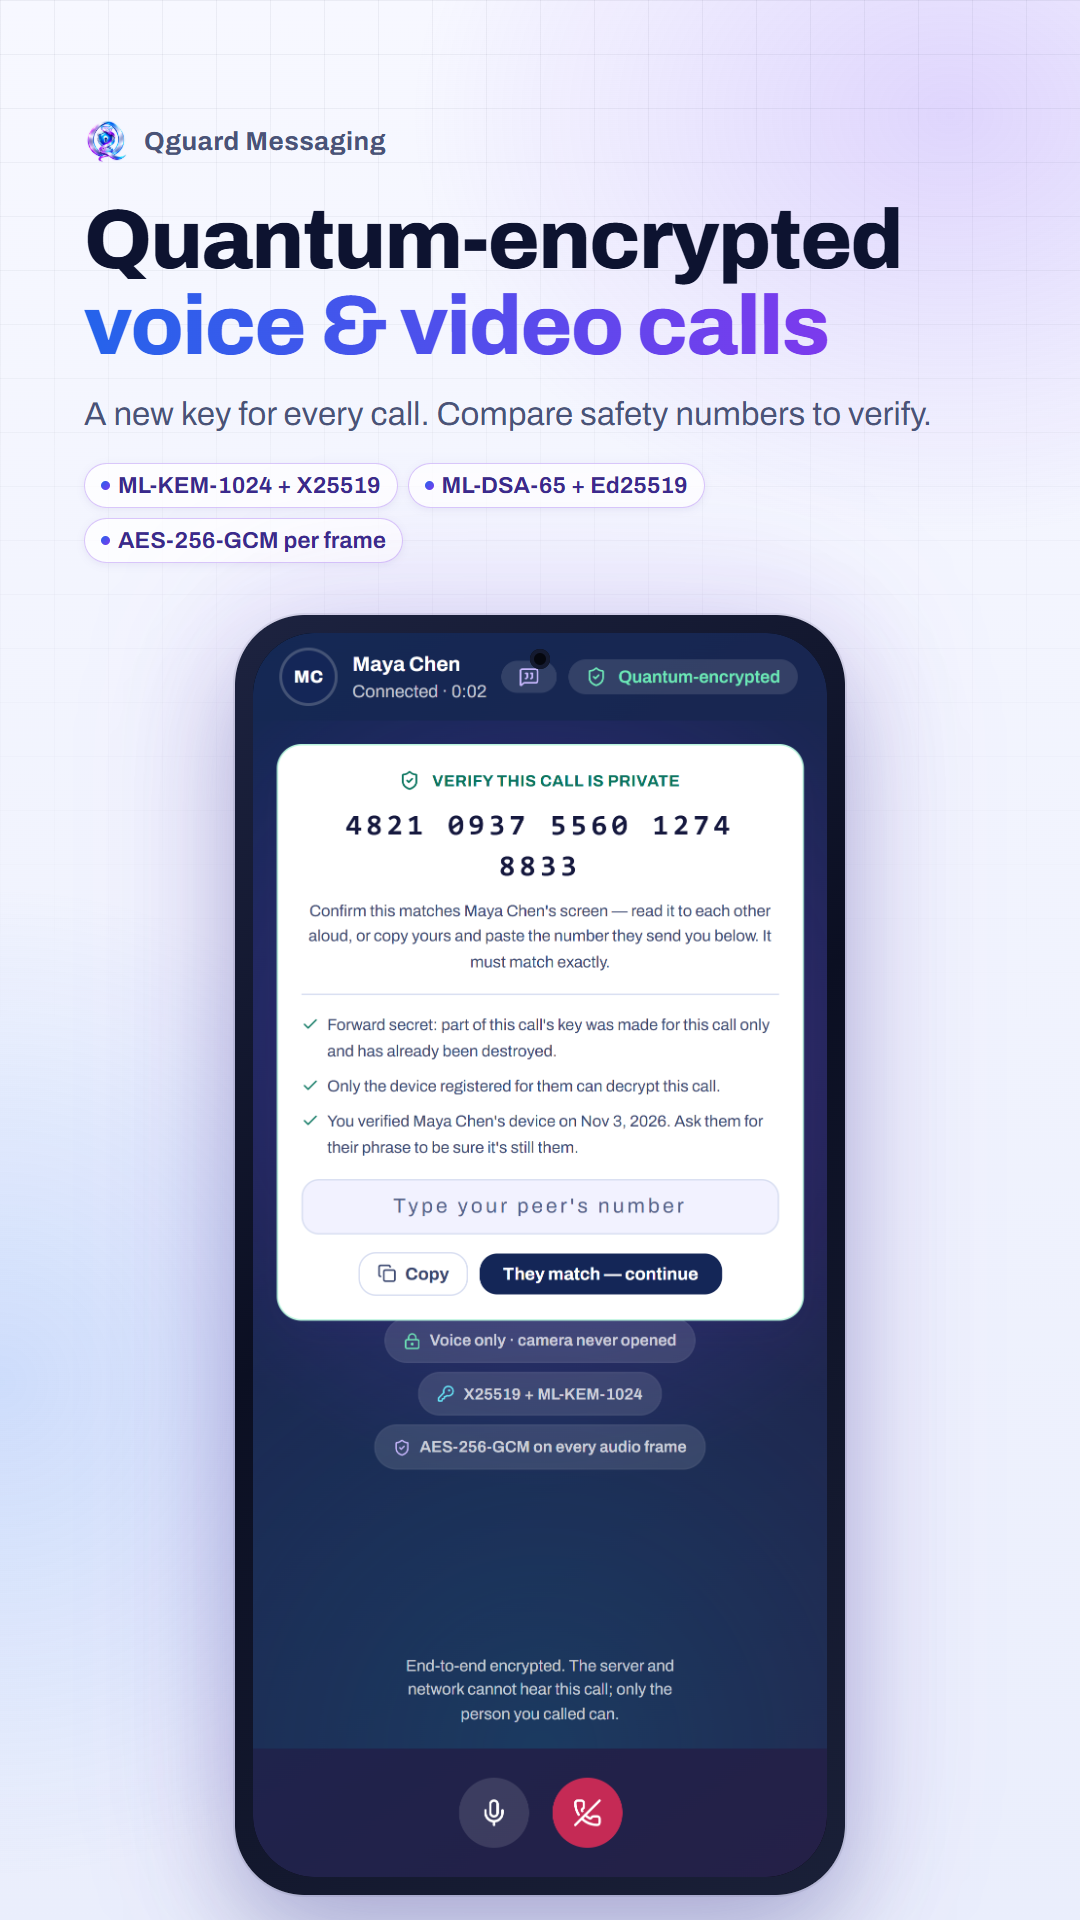 Qguard Messaging
Quantum-encrypted
voice & video calls
A new key for every call. Compare safety numbers to verify.
ML-KEM-1024 + X25519
ML-DSA-65 + Ed25519
AES-256-GCM per frame
MC
Maya Chen
Connected · 0:02
Quantum-encrypted
VERIFY THIS CALL IS PRIVATE
4821 0937 5560 1274
8833
Confirm this matches Maya Chen's screen — read it to each other
aloud, or copy yours and paste the number they send you below. It
must match exactly.
Forward secret: part of this call's key was made for this call only
and has already been destroyed.
Only the device registered for them can decrypt this call.
You verified Maya Chen's device on Nov 3, 2026. Ask them for
their phrase to be sure it's still them.
Type your peer's number
Copy
They match — continue
Voice only · camera never opened
X25519 + ML-KEM-1024
AES-256-GCM on every audio frame
End-to-end encrypted. The server and
network cannot hear this call; only the
person you called can.